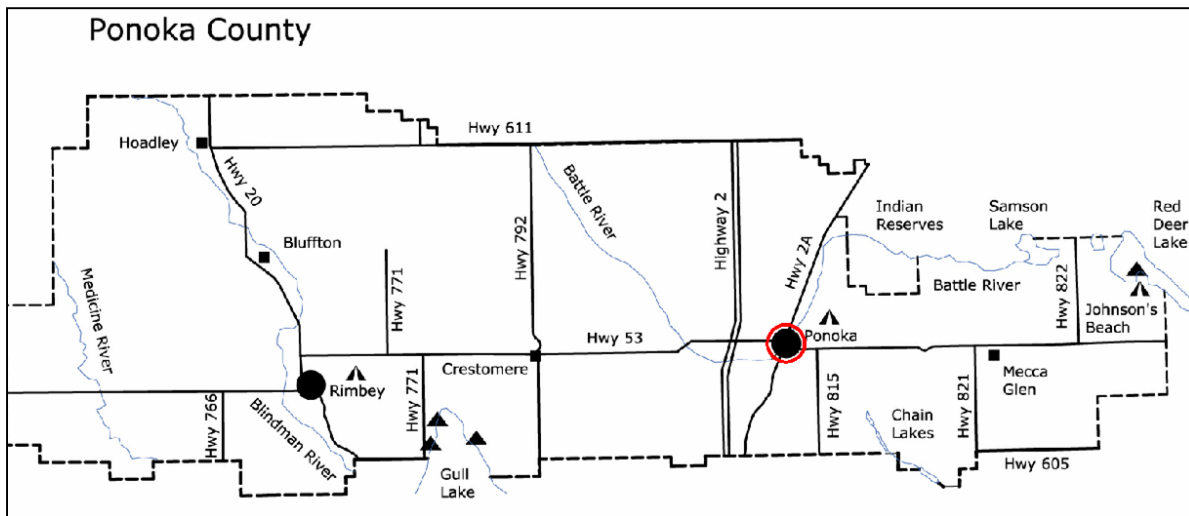 Ponoka County
Hwy 611
Hoadley
Hwy 20
Battle River
Hwy 792
Highway 2
Hwy 2A
Indian
Reserves
Samson
Lake
Red
Deer
Lake
Bluffton
Medicine River
Hwy 771
Battle River
Hwy 822
Johnson's
Beach
Hwy 53
Ponoka
Crestomere
Rimbey
Hwy 766
Blindman River
Hwy 771
Gull
Lake
Hwy 815
Chain
Lakes
Hwy 821
Mecca
Glen
Hwy 605